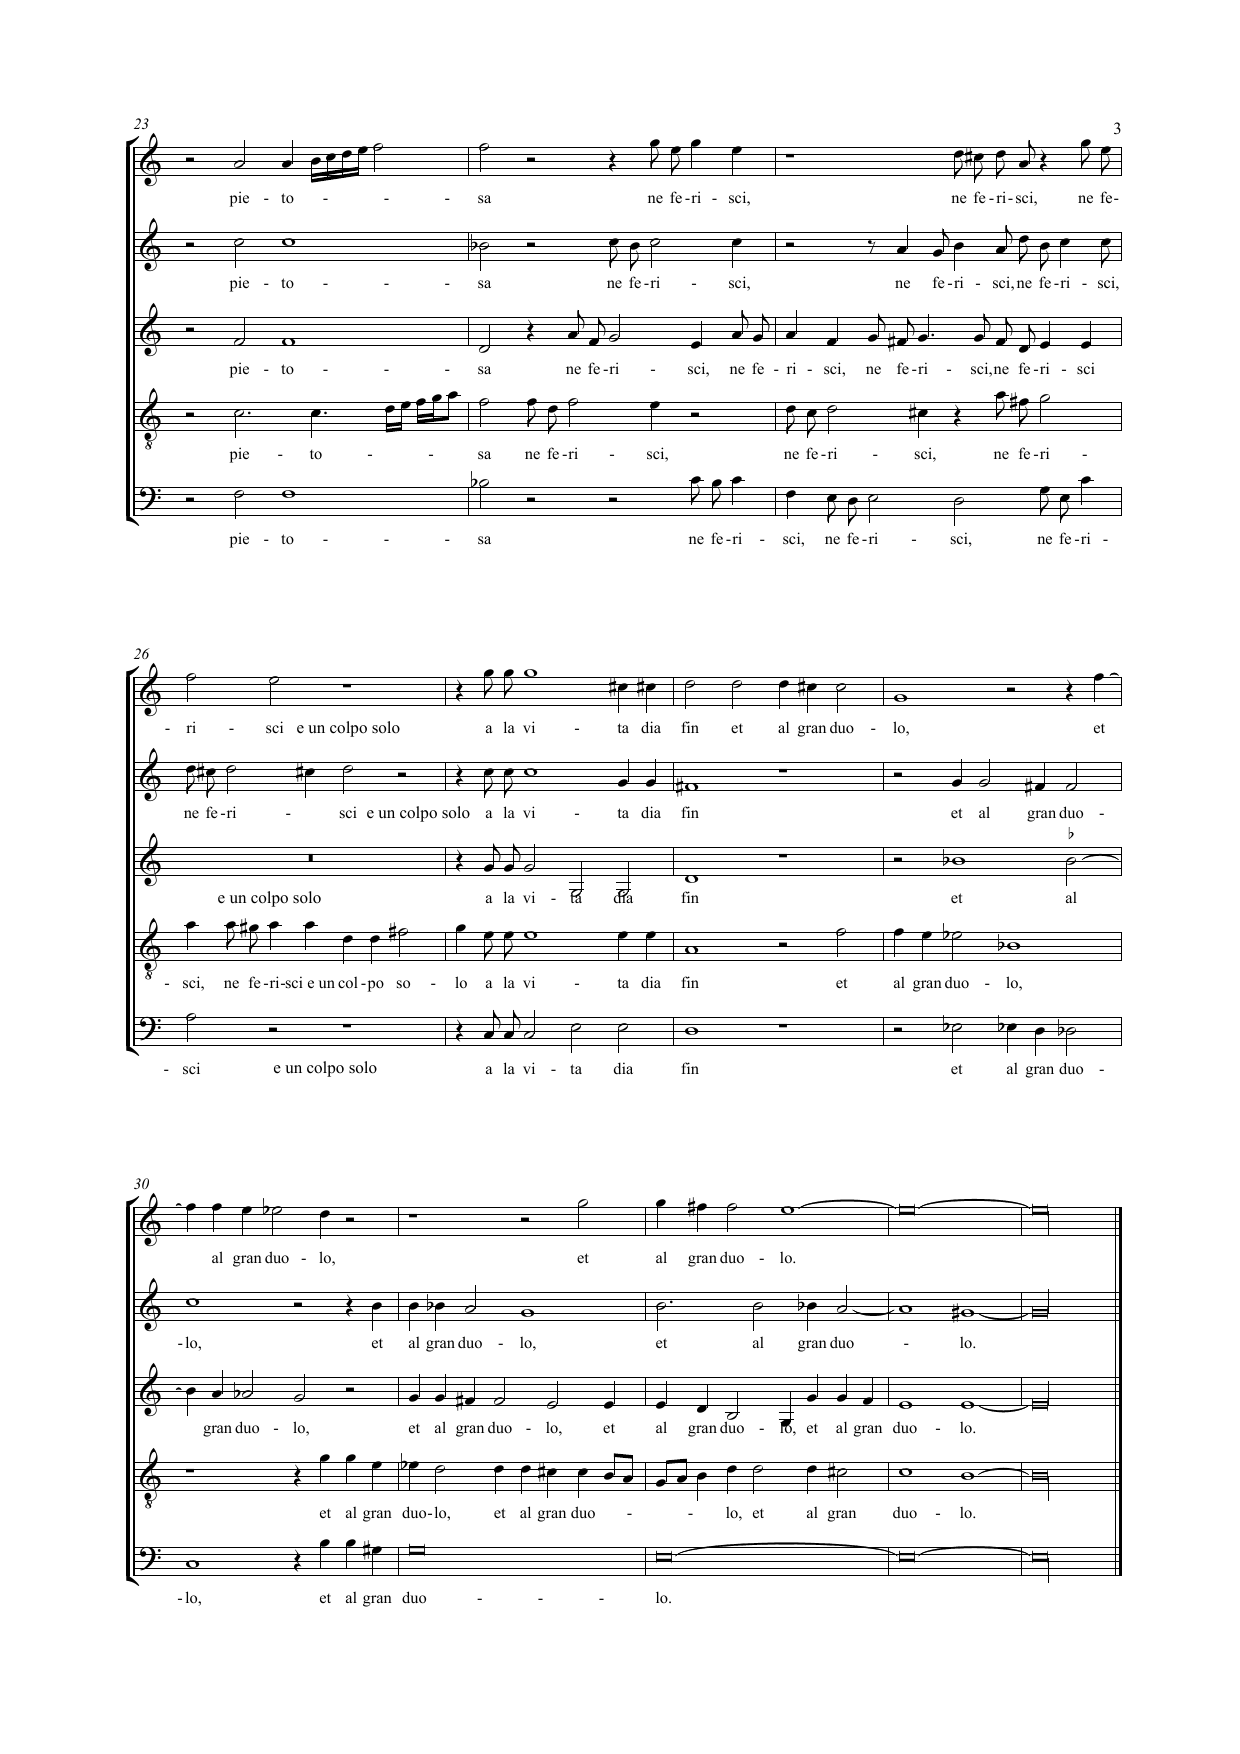 23
3
pie - to - - - sa ne fe - ri - sci, ne fe - ri - sci, ne fe -
pie - to - - - sa ne fe - ri - sci, ne fe - ri - sci, ne fe - ri - sci,
pie - to - - - sa ne fe - ri - sci, ne fe - ri - sci, ne fe - ri - sci, ne fe - ri - sci
pie - to - - - sa ne fe - ri - sci, ne fe - ri - sci, ne fe - ri -
pie - to - - - sa ne fe - ri - sci, ne fe - ri - sci, ne fe - ri -
26
- ri - sci e un colpo solo a la vi - ta dia fin et al gran duo - lo, et
ne fe - ri - sci e un colpo solo a la vi - ta dia fin et al gran duo -
e un colpo solo a la vi - ta dia fin et al
- sci, ne fe - ri - sci e un col - po so - lo a la vi - ta dia fin et al gran duo - lo,
- sci e un colpo solo a la vi - ta dia fin et al gran duo -
30
al gran duo - lo, et al gran duo - lo.
- lo, et al gran duo - lo, et al gran duo - lo.
gran duo - lo, et al gran duo - lo, et al gran duo - lo, et al gran duo - lo.
et al gran duo - lo, et al gran duo - - lo, et al gran duo - lo.
- lo, et al gran duo - - - lo.